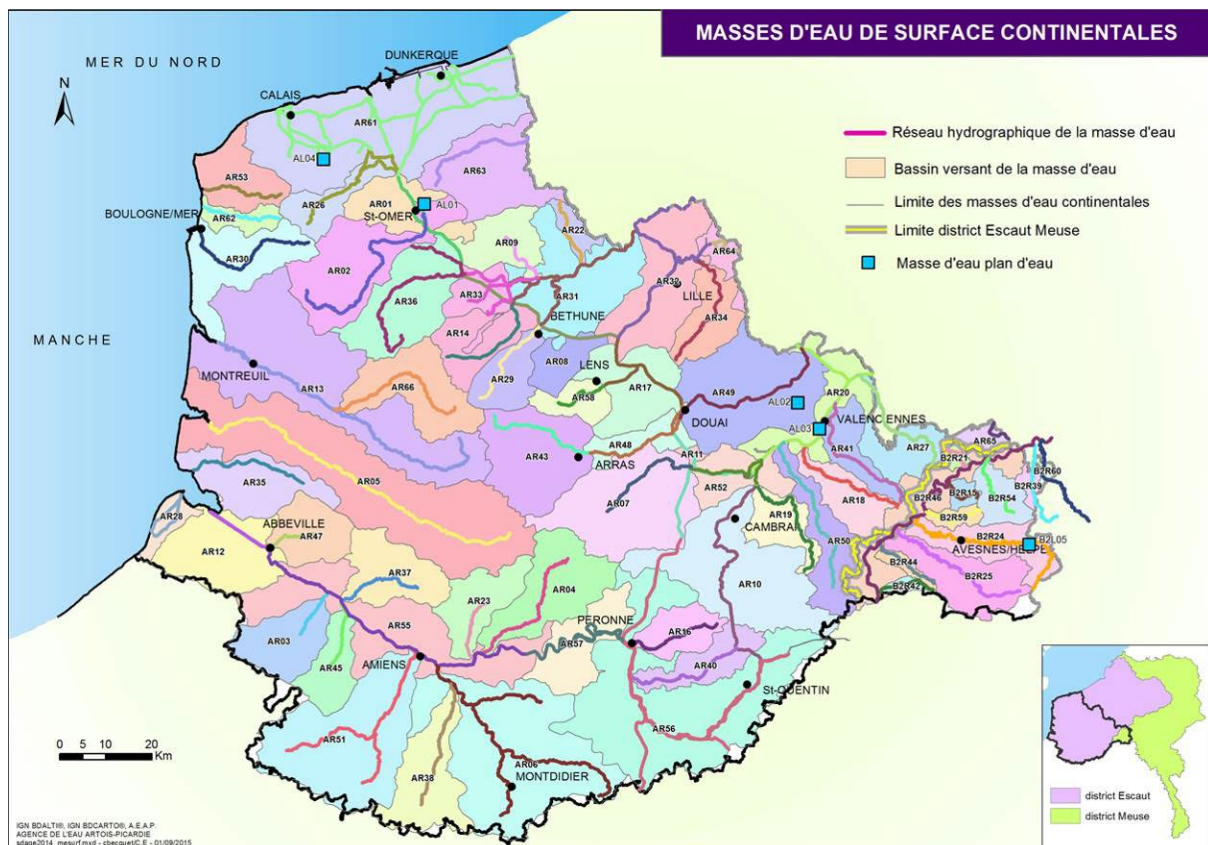 MASSES D'EAU DE SURFACE CONTINENTALES
MER DU NORD
DUNKERQUE
N
CALAIS
AR61
Réseau hydrographique de la masse d'eau
AL04
AR63
Bassin versant de la masse d'eau
AR53
AR26
AR01
AL01
Limite des masses d'eau continentales
BOULOGNE/MER
AR62
St-OMER
AR22
Limite district Escaut Meuse
AR30
AR02
AR09
AR64
Masse d'eau plan d'eau
AR36
AR33
AR31
AR32
LILLE
BETHUNE
AR34
MANCHE
AR14
AR08
LENS
MONTREUIL
AR13
AR66
AR29
AR58
AR17
AR49
AR20
AL02
DOUAI
VALENCIENNES
AL03
AR43
AR48
ARRAS
AR11
AR41
AR27
AR65
B2R21
B2R60
AR35
AR05
AR07
AR52
AR18
B2R46
B2R15
B2R54
B2R39
AR28
ABBEVILLE
AR47
CAMBRAI
AR19
B2R59
AR12
AR50
B2R24
B2L05
AVESNES/HELPE
AR37
B2R44
B2R25
B2R42
AR23
AR04
AR10
AR03
AR55
PERONNE
AR16
AR57
AR45
AMIENS
AR40
St-QUENTIN
AR51
AR56
AR06
AR38
MONTDIDIER
0 5 10 20
Km
district Escaut
district Meuse
IGN BDALTI®, IGN BDCARTO®, A.E.A.P.
AGENCE DE L'EAU ARTOIS-PICARDIE
sdage2014_mesurf.mxd - cbecquet/C.E - 01/09/2015